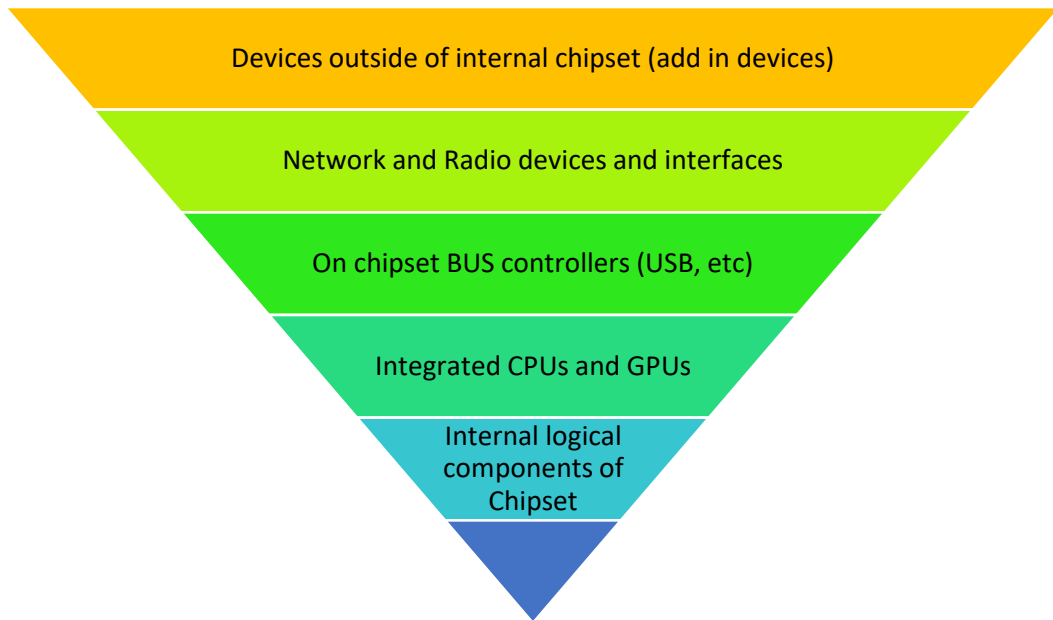 Devices outside of internal chipset (add in devices)
Network and Radio devices and interfaces
On chipset BUS controllers (USB, etc)
Integrated CPUs and GPUs
Internal logical
components of
Chipset